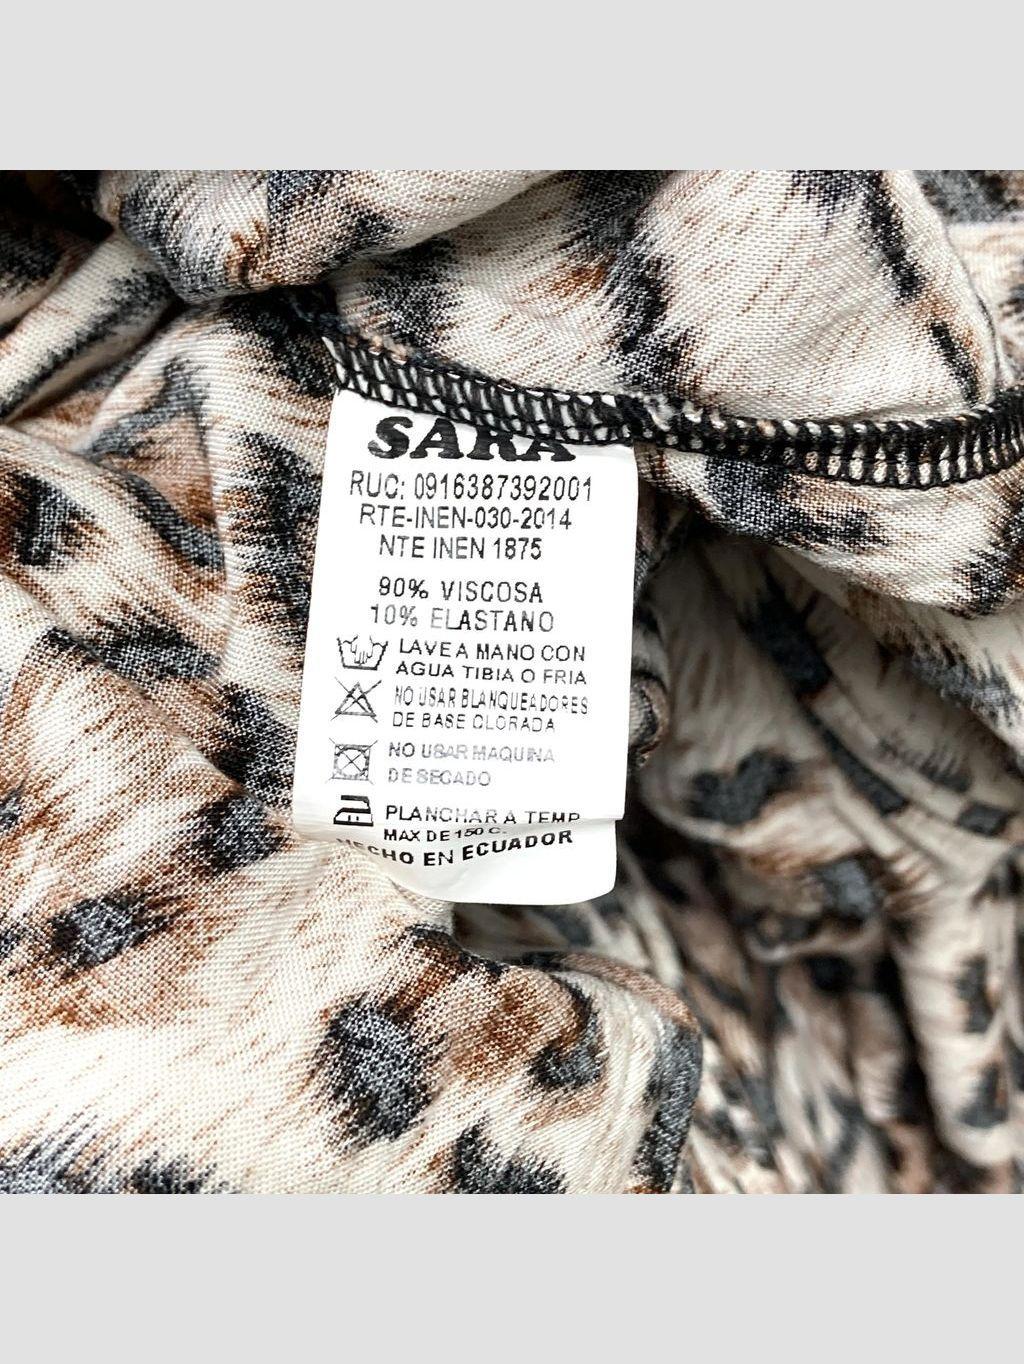 SARA
RUC: 0916387392001
RTE-INEN-030-2014
NTE INEN 1875
90% VISCOSA
10% ELASTANO
LAVE A MANO CON
AGUA TIBIA O FRIA
NO USAR BLANQUEADORES
DE BASE CLORADA
NO USAR MAQUINA
DE SECADO
PLANCHAR A TEMP
MAX DE 150 C.
HECHO EN ECUADOR